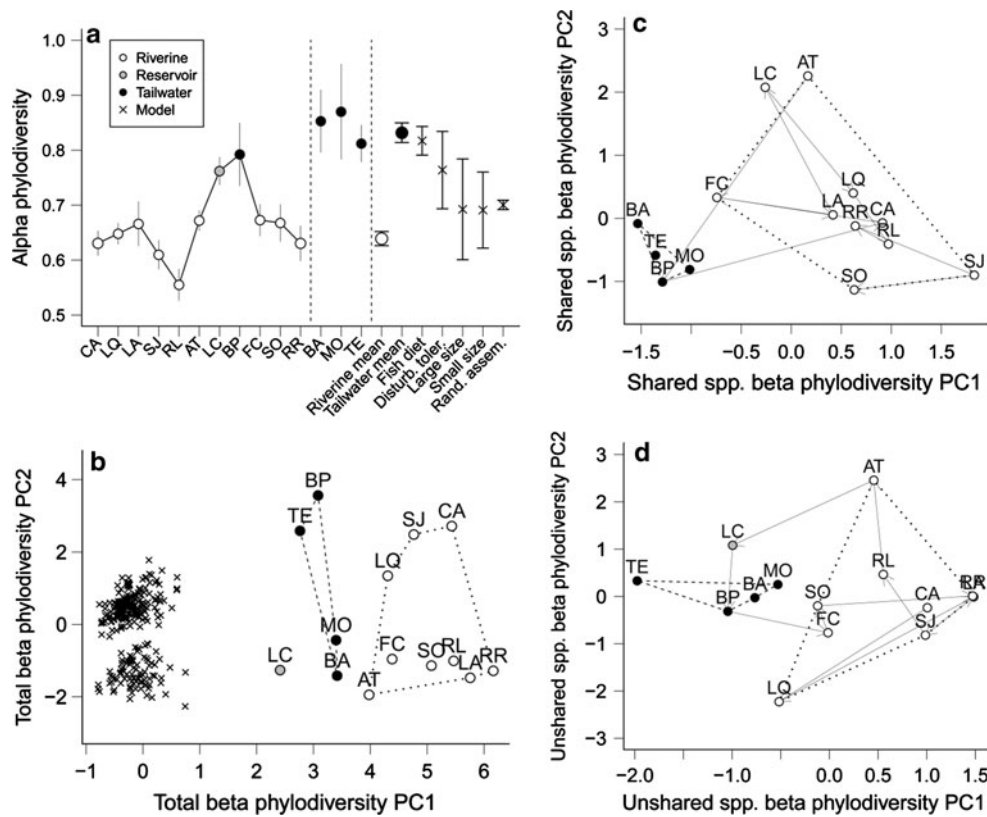 a
1.0
0.9
0.8
0.7
0.6
0.5
Alpha phylodiversity
Riverine
Reservoir
Tailwater
Model
CA
LQ
LA
SJ
RL
AT
LC
BP
FC
SO
RR
BA
MO
TE
Riverine mean
Tailwater mean
Fish diet
Disturb. toler.
Large size
Small size
Rand. assem.
b
4
2
0
−2
Total beta phylodiversity PC2
TE
BP
MO
BA
LC
LQ
SJ
CA
FC
AT
SO
RL
LA
RR
−1
0
1
2
3
4
5
6
Total beta phylodiversity PC1
c
3
2
1
0
−1
Shared spp. beta phylodiversity PC2
LC
AT
FC
LQ
LA
RR
CA
RL
BA
TE
BP
MO
SO
SJ
−1.5
−0.5
0.0
0.5
1.0
1.5
Shared spp. beta phylodiversity PC1
d
3
2
1
0
−1
−2
−3
Unshared spp. beta phylodiversity PC2
AT
LC
TE
BP
BA
MO
RL
SO
FC
CA
SJ
LA
RR
LQ
−2.0
−1.0
0.0
0.5
1.0
1.5
Unshared spp. beta phylodiversity PC1